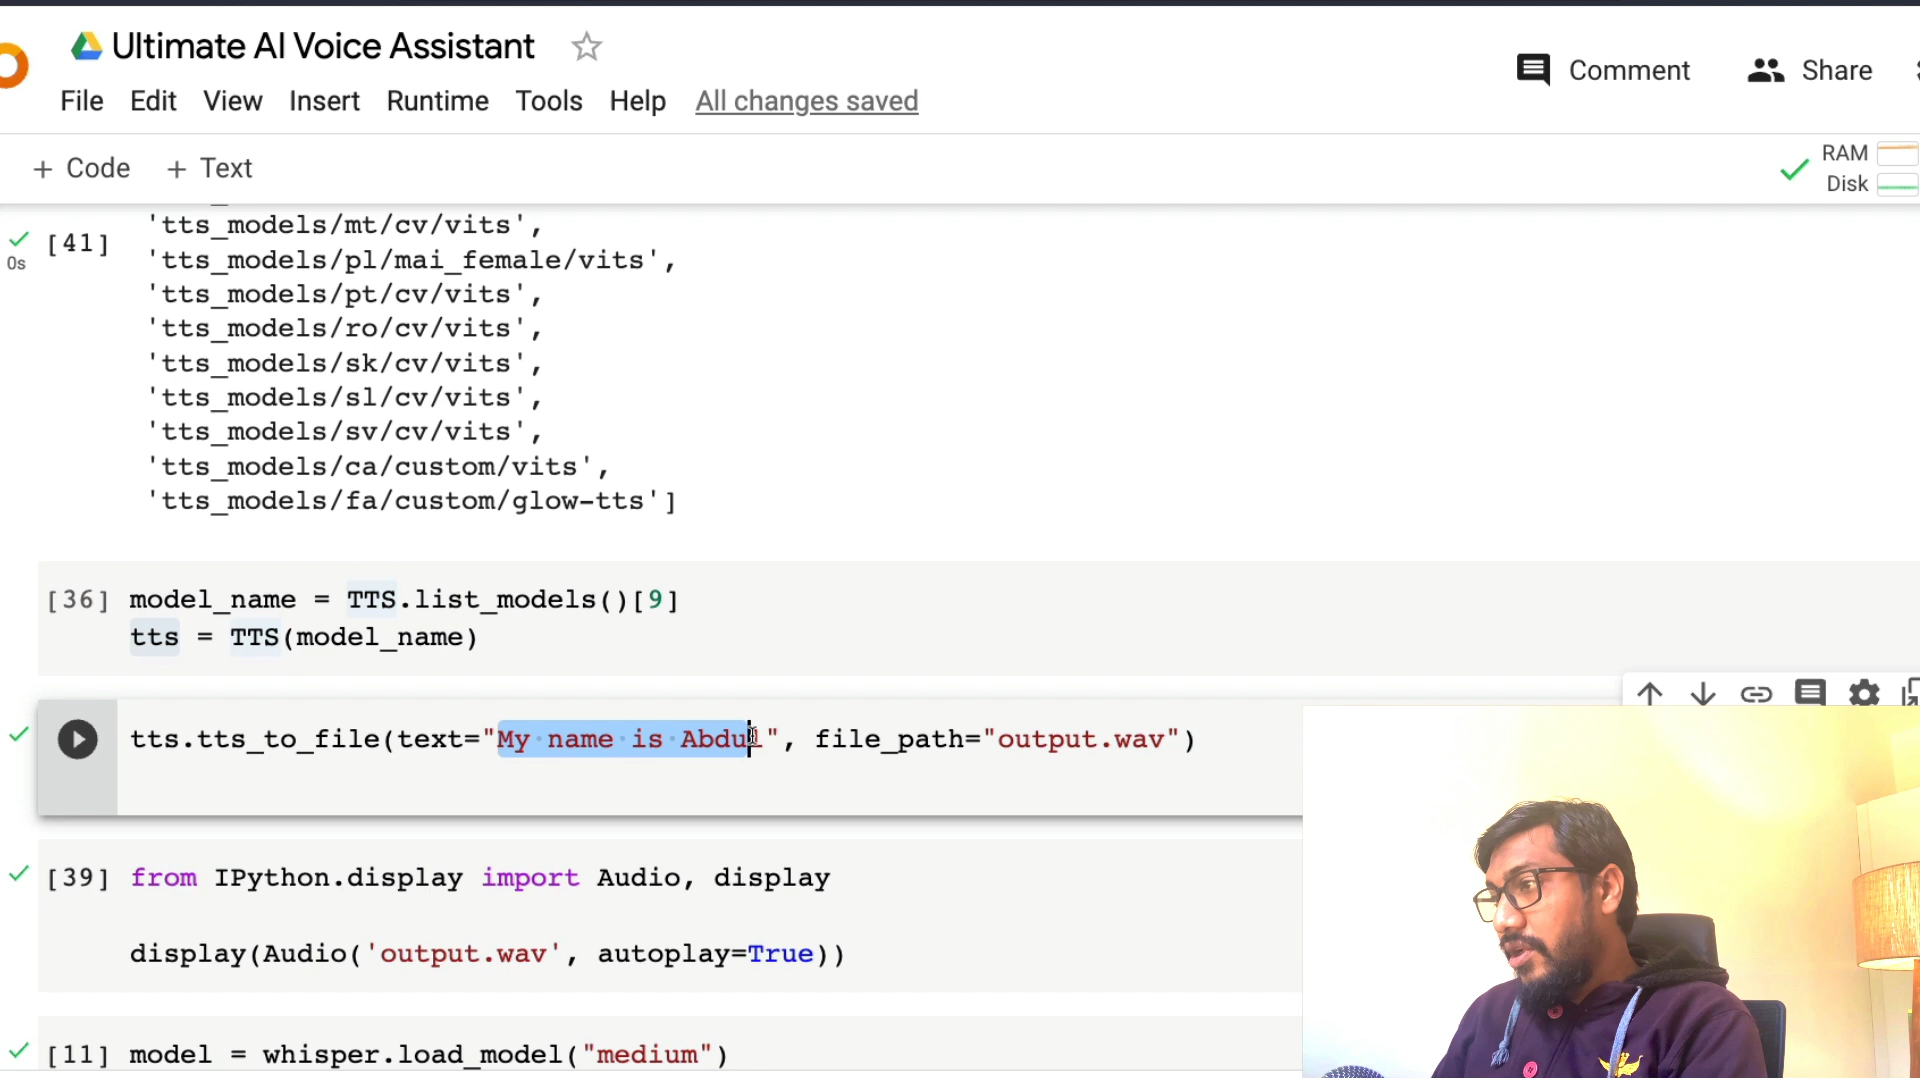 Ultimate AI Voice Assistant
Comment
Share
File Edit View Insert Runtime Tools Help All changes saved
+ Code + Text
RAM
Disk
[41]
0s
'tts_models/mt/cv/vits',
'tts_models/pl/mai_female/vits',
'tts_models/pt/cv/vits',
'tts_models/ro/cv/vits',
'tts_models/sk/cv/vits',
'tts_models/sl/cv/vits',
'tts_models/sv/cv/vits',
'tts_models/ca/custom/vits',
'tts_models/fa/custom/glow-tts']
[36] model_name = TTS.list_models()[9]
tts = TTS(model_name)
tts.tts_to_file(text="My name is Abdul", file_path="output.wav")
[39] from IPython.display import Audio, display
display(Audio('output.wav', autoplay=True))
[11] model = whisper.load_model("medium")